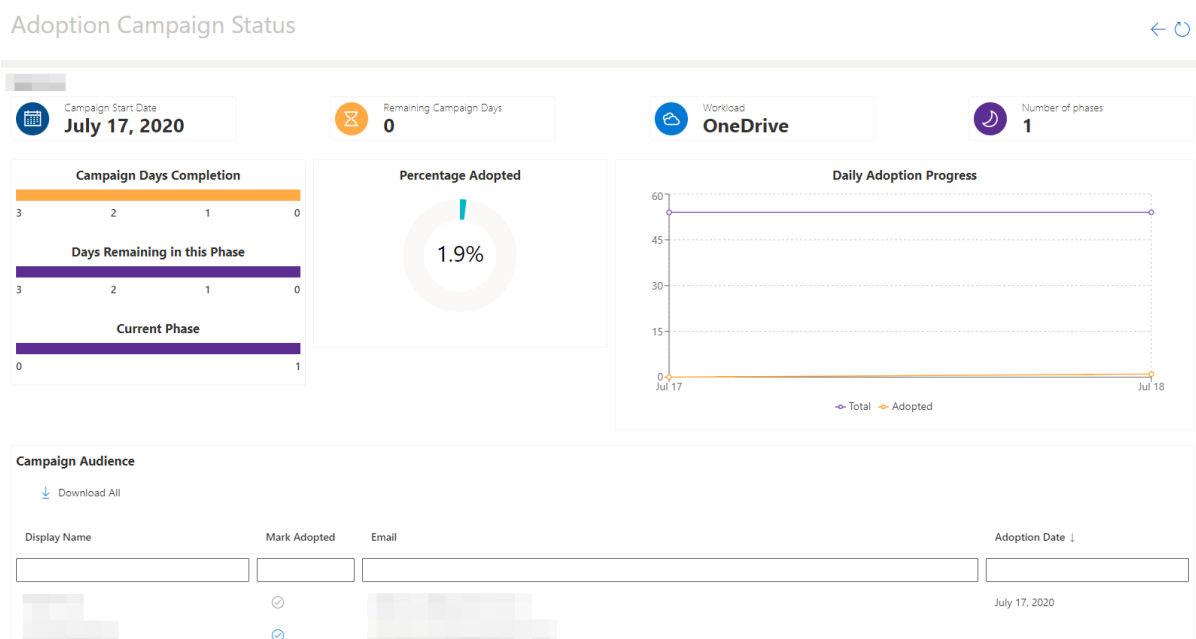 Adoption Campaign Status
Campaign Start Date
July 17, 2020
Remaining Campaign Days
0
Workload
OneDrive
Number of phases
1
Campaign Days Completion
3 2 1 0
Days Remaining in this Phase
3 2 1 0
Current Phase
0 1
Percentage Adopted
1.9%
Daily Adoption Progress
60
45
30
15
0
Jul 17 Jul 18
Total Adopted
Campaign Audience
Download All
Display Name Mark Adopted Email Adoption Date ↓
July 17, 2020